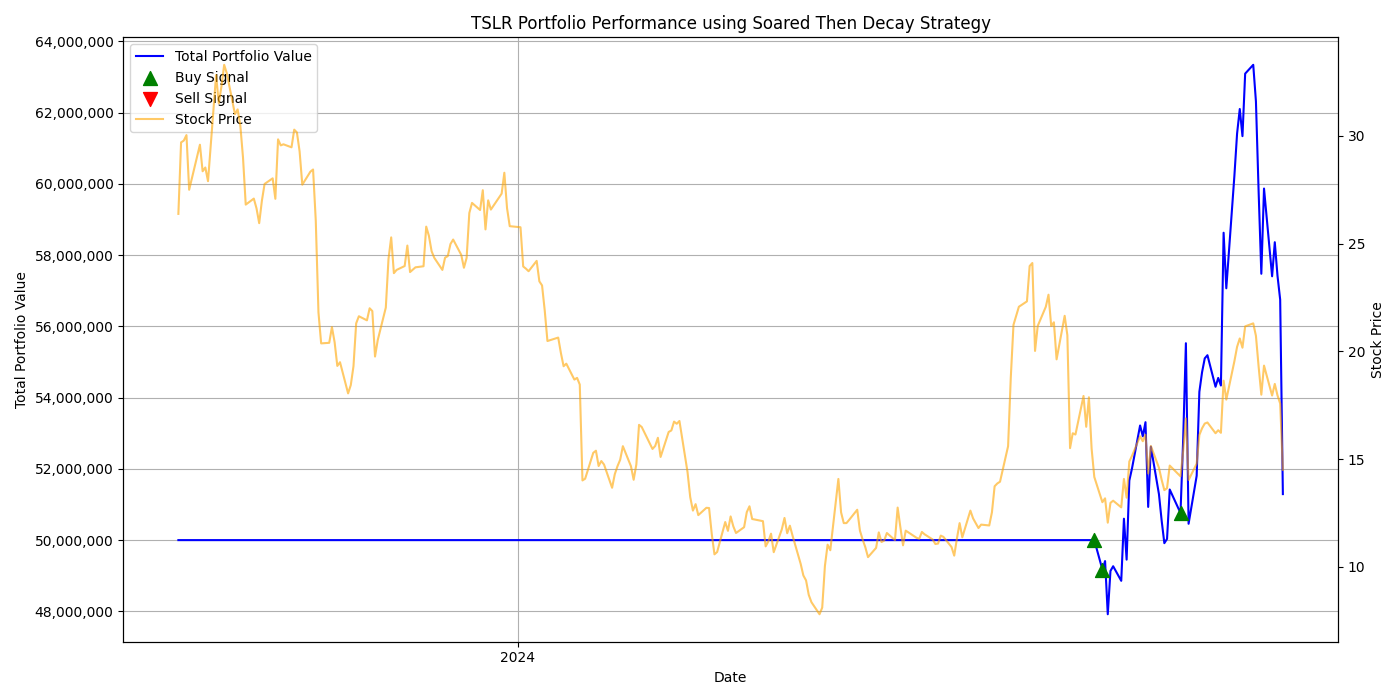 TSLR Portfolio Performance using Soared Then Decay Strategy
64,000,000
62,000,000
60,000,000
58,000,000
56,000,000
54,000,000
52,000,000
50,000,000
48,000,000
Total Portfolio Value
Total Portfolio Value
Buy Signal
Sell Signal
Stock Price
30
25
20
15
10
Stock Price
2024
Date